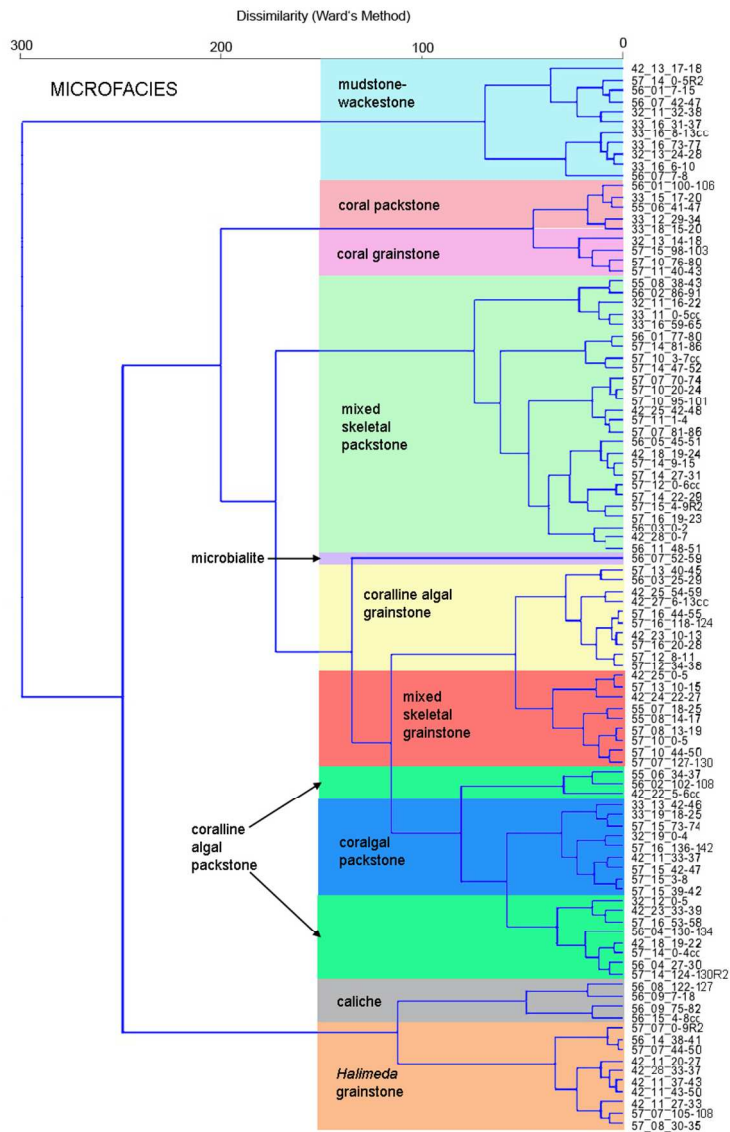 Dissimilarity (Ward's Method)
300 200 100 0
MICROFACIES
mudstone-
wackestone
42_13_17-18
57_14_0-5R2
56_01_7-15
56_07_42-47
32_11_32-38
33_16_31-37
33_16_8-13cc
33_16_73-77
32_13_24-28
33_16_6-10
56_07_7-8
coral packstone
56_01_100-106
33_15_17-20
55_06_41-47
33_12_29-34
33_18_15-20
coral grainstone
32_13_14-18
57_15_98-103
57_10_76-80
57_11_40-43
mixed
skeletal
packstone
55_08_38-43
56_02_86-91
32_11_16-22
33_11_0-5cc
33_16_59-65
56_01_77-80
57_14_81-86
57_10_3-7cc
57_14_47-52
57_07_70-74
57_10_20-24
57_10_95-101
42_25_42-48
57_11_1-4
57_07_81-86
56_05_45-51
42_18_19-24
57_14_9-15
57_14_27-31
57_12_0-6cc
57_14_22-29
57_15_4-9R2
57_16_19-23
56_03_0-2
42_28_0-7
56_11_48-51
microbialite
56_07_52-59
coralline algal
grainstone
57_13_40-45
56_03_25-29
42_25_54-59
42_27_6-13cc
57_16_44-55
57_16_118-124
42_23_10-13
57_16_20-28
57_12_8-11
57_12_34-38
mixed
skeletal
grainstone
42_25_0-5
57_13_10-15
42_24_22-27
55_07_18-25
55_08_14-17
57_08_13-19
57_10_0-5
57_10_44-50
57_07_127-130
coralline
algal
packstone
55_06_34-37
56_02_102-108
42_22_5-6cc
coralgal
packstone
33_13_42-46
33_19_18-25
57_15_73-74
32_19_0-4
57_16_136-142
42_11_33-37
57_15_42-47
57_15_3-8
57_15_39-42
32_12_0-5
42_23_33-39
57_16_53-58
56_04_130-134
42_18_19-22
57_14_0-4cc
56_04_27-30
57_14_124-130R2
caliche
56_08_122-127
56_09_7-18
56_09_75-82
56_15_4-8cc
Halimeda
grainstone
57_07_0-9R2
56_14_38-41
57_07_44-50
42_11_20-27
42_28_33-37
42_11_37-43
42_11_43-50
42_11_27-33
57_07_105-108
57_08_30-35